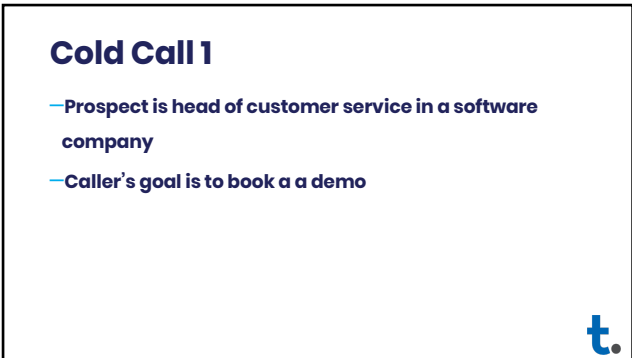 Cold Call 1
–Prospect is head of customer service in a software
company
–Caller’s goal is to book a a demo
t.